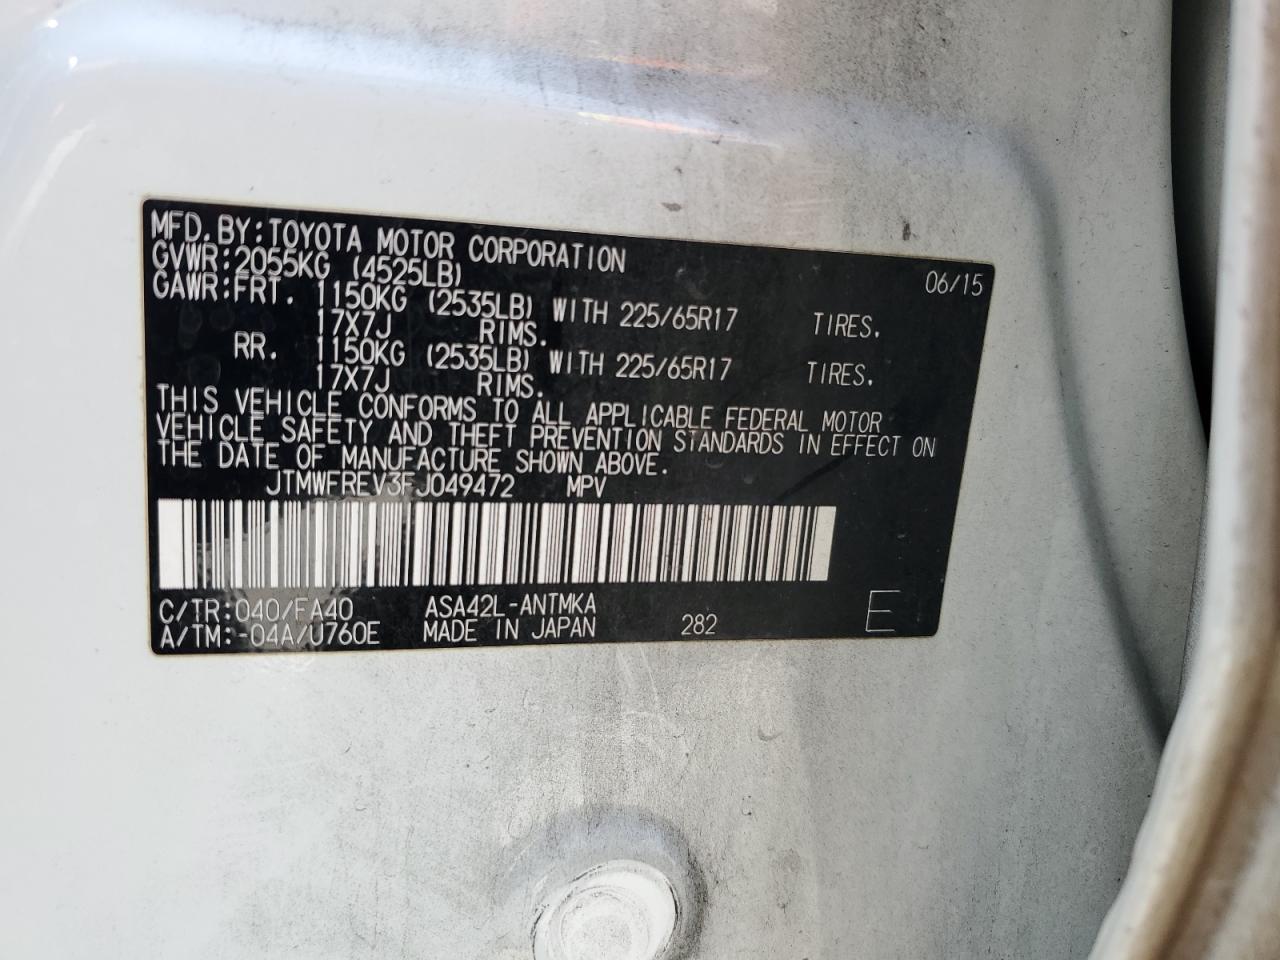 MFD. BY: TOYOTA MOTOR CORPORATION 06/15
GVWR: 2055KG (4525LB)
GAWR: FRT. 1150KG (2535LB) WITH 225/65R17 TIRES.
17X7J RIMS.
RR. 1150KG (2535LB) WITH 225/65R17 TIRES.
17X7J RIMS.
THIS VEHICLE CONFORMS TO ALL APPLICABLE FEDERAL MOTOR
VEHICLE SAFETY AND THEFT PREVENTION STANDARDS IN EFFECT ON
THE DATE OF MANUFACTURE SHOWN ABOVE.
JTMWFREV3FJ049472 MPV
C/TR: 040/FA40 ASA42L-ANTMKA
A/TM: -04A/U760E MADE IN JAPAN 282 E